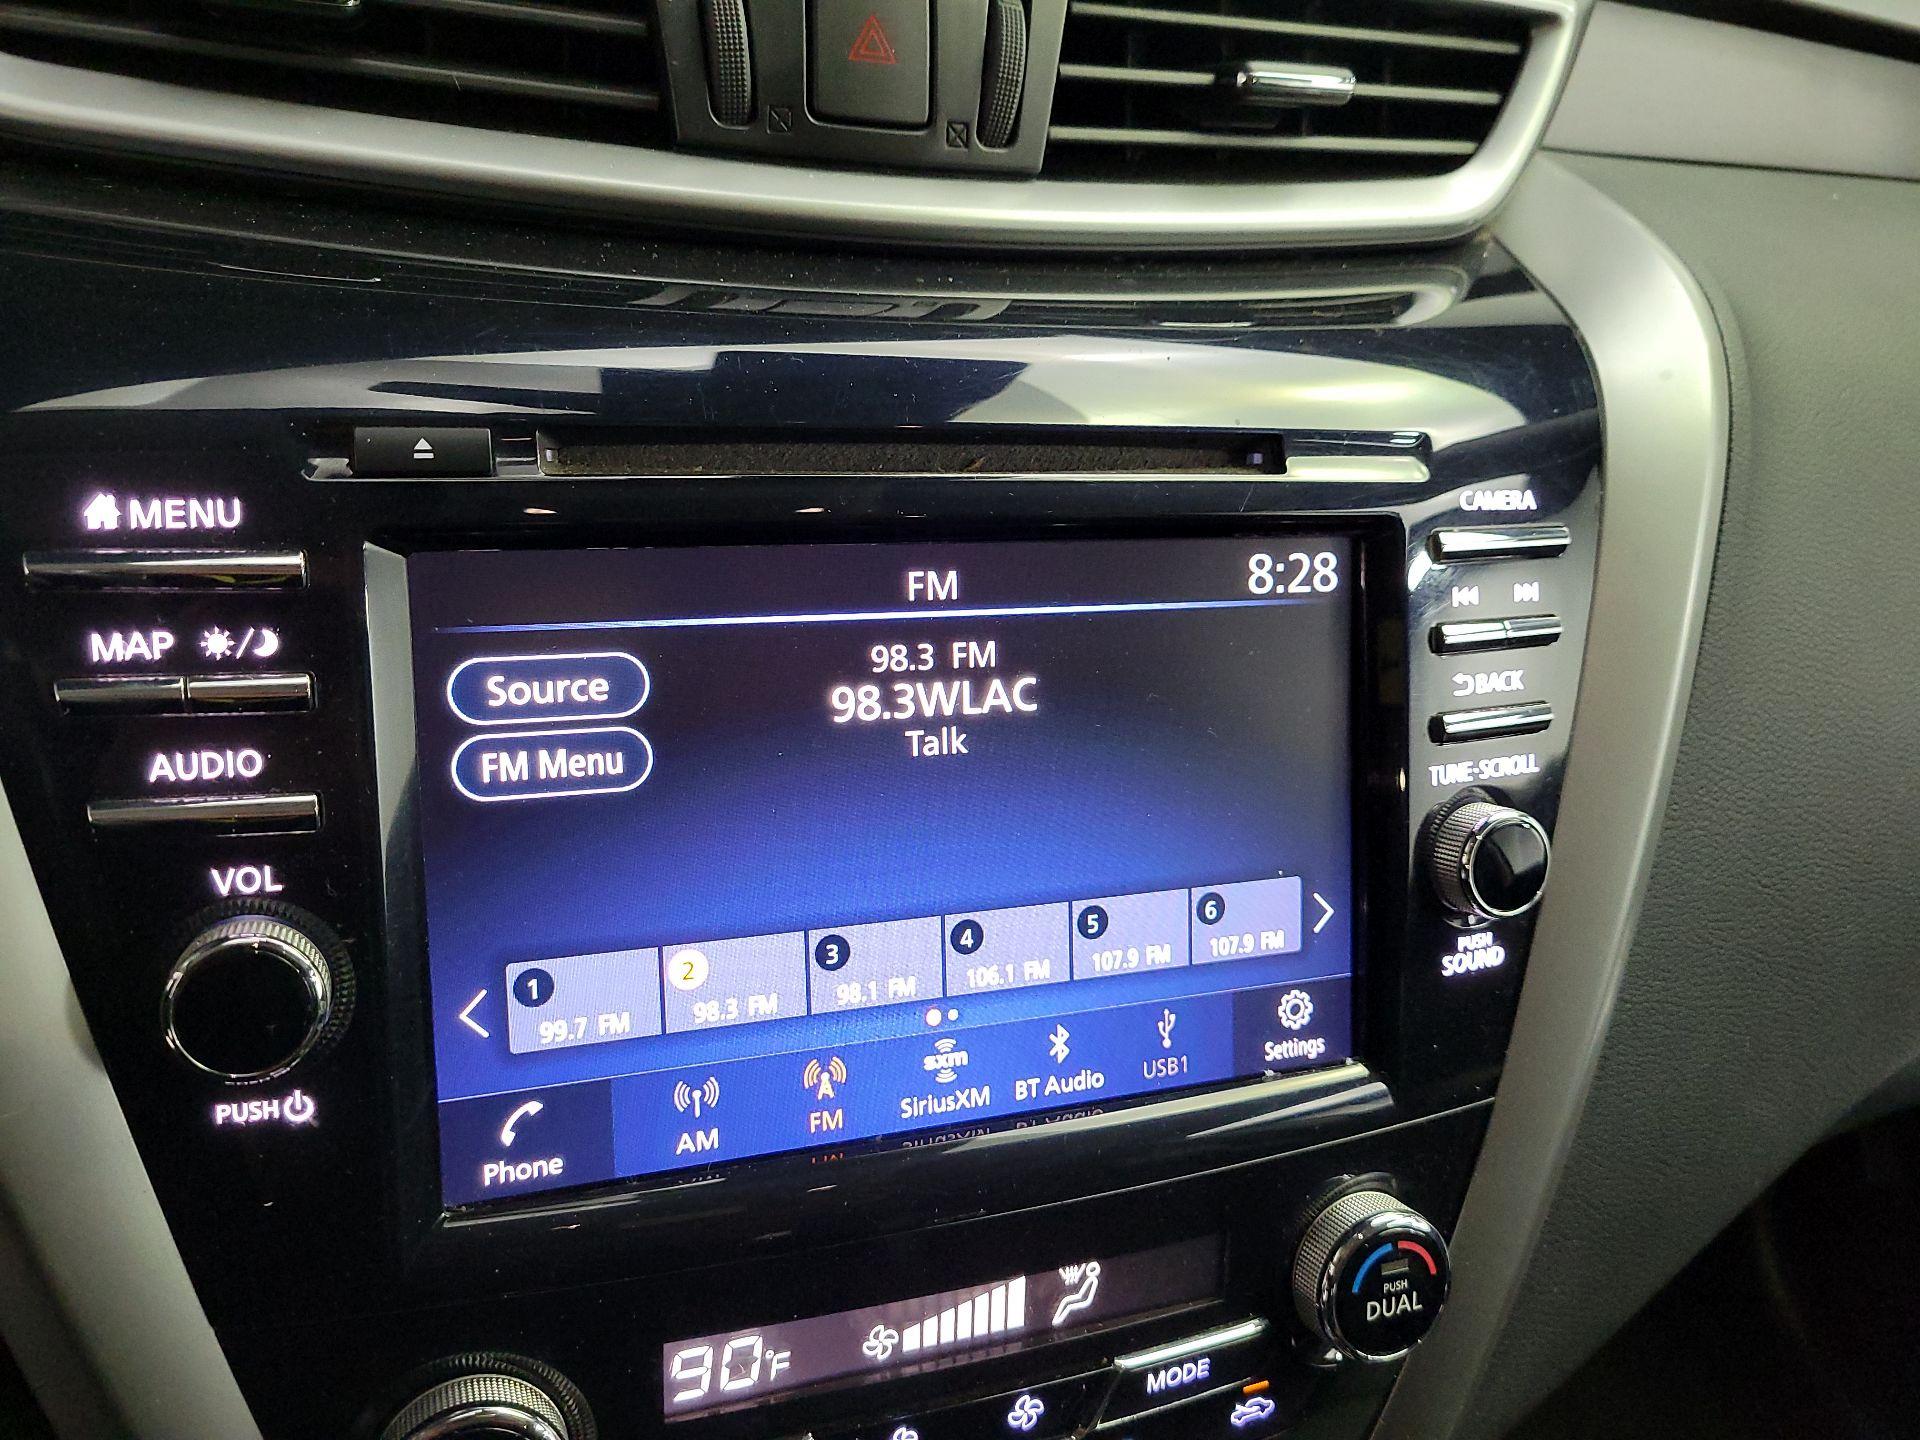 MENU
CAMERA
FM
8:28
MAP
98.3 FM
Source
98.3WLAC
BACK
Talk
AUDIO
FM Menu
TUNE·SCROLL
VOL
1
2
3
4
5
6
99.7 FM
98.3 FM
98.1 FM
106.1 FM
107.9 FM
107.9 FM
PUSH
SOUND
PUSH
Phone
AM
FM
sxm
SiriusXM
BT Audio
USB1
Settings
PUSH
DUAL
90°F
MODE